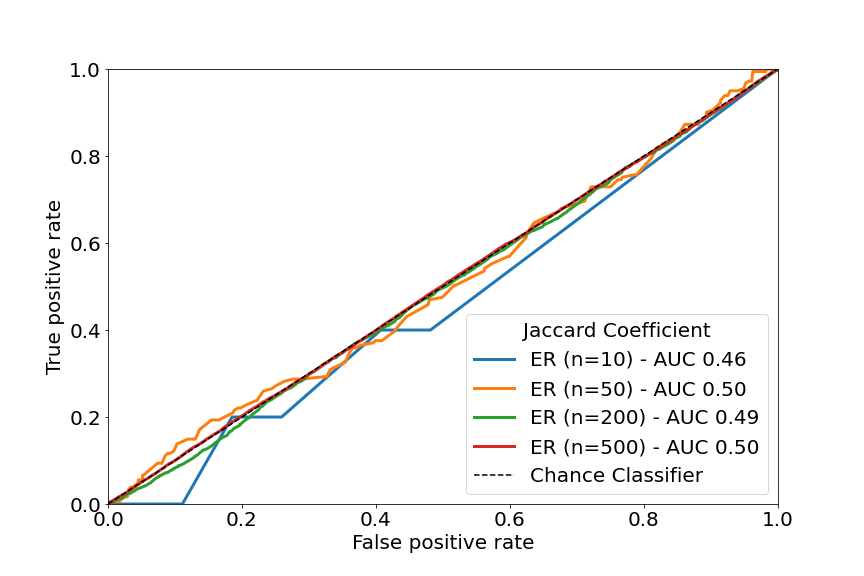 1.0
0.8
0.6
0.4
0.2
0.0
True positive rate
0.0 0.2 0.4 0.6 0.8 1.0
False positive rate
Jaccard Coefficient
ER (n=10) - AUC 0.46
ER (n=50) - AUC 0.50
ER (n=200) - AUC 0.49
ER (n=500) - AUC 0.50
Chance Classifier